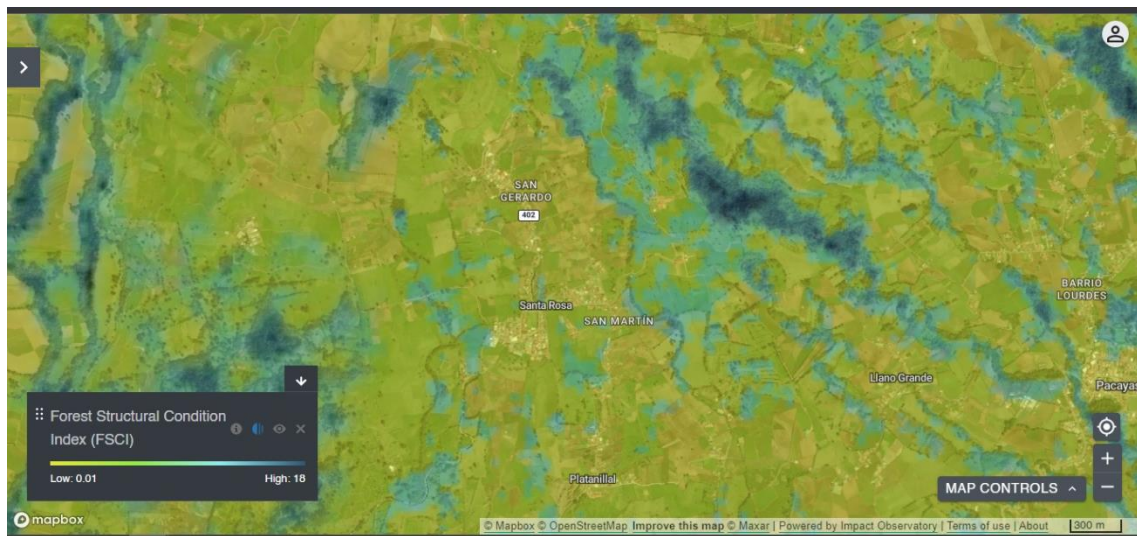 SAN
GERARDO
402
BARRIO
LOURDES
Santa Rosa
SAN MARTÍN
Llano Grande
Pacayas
Forest Structural Condition
Index (FSCI)
Low: 0.01 High: 18
Platanillal
MAP CONTROLS
mapbox
© Mapbox © OpenStreetMap Improve this map © Maxar | Powered by Impact Observatory | Terms of use | About 300 m